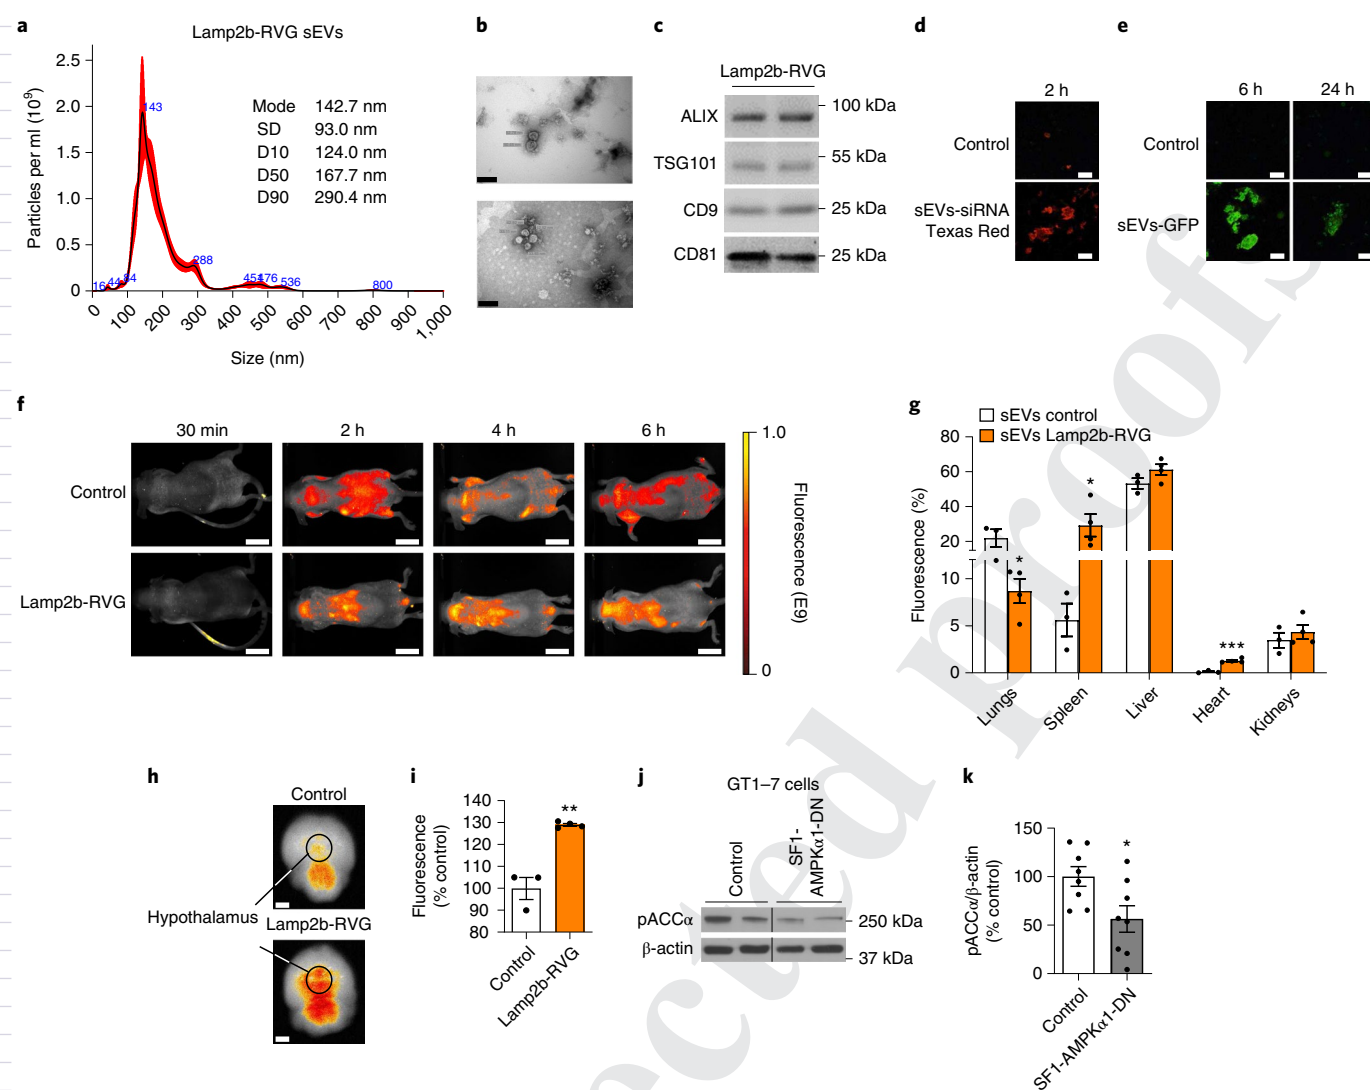 a
Lamp2b-RVG sEVs
Particles per ml (10⁹)
2.5
2.0
1.5
1.0
0.5
0
143
288
16
44
84
451
476
536
800
Mode 142.7 nm
SD 93.0 nm
D10 124.0 nm
D50 167.7 nm
D90 290.4 nm
0 100 200 300 400 500 600 700 800 900 1,000
Size (nm)
b
c
Lamp2b-RVG
ALIX
100 kDa
TSG101
55 kDa
CD9
25 kDa
CD81
25 kDa
d
2 h
Control
sEVs-siRNA
Texas Red
e
6 h 24 h
Control
sEVs-GFP
f
30 min 2 h 4 h 6 h
Control
Lamp2b-RVG
1.0
0
Fluorescence (E9)
g
sEVs control
sEVs Lamp2b-RVG
Fluorescence (%)
80
60
40
20
10
5
0
*
*
***
Lungs
Spleen
Liver
Heart
Kidneys
h
Control
Hypothalamus
Lamp2b-RVG
i
Fluorescence
(% control)
140
130
120
110
100
90
80
**
Control
Lamp2b-RVG
j
GT1–7 cells
Control
SF1-
AMPKα1-DN
pACCα
250 kDa
β-actin
37 kDa
k
pACCα/β-actin
(% control)
150
100
50
0
*
Control
SF1-AMPKα1-DN
ected proofs